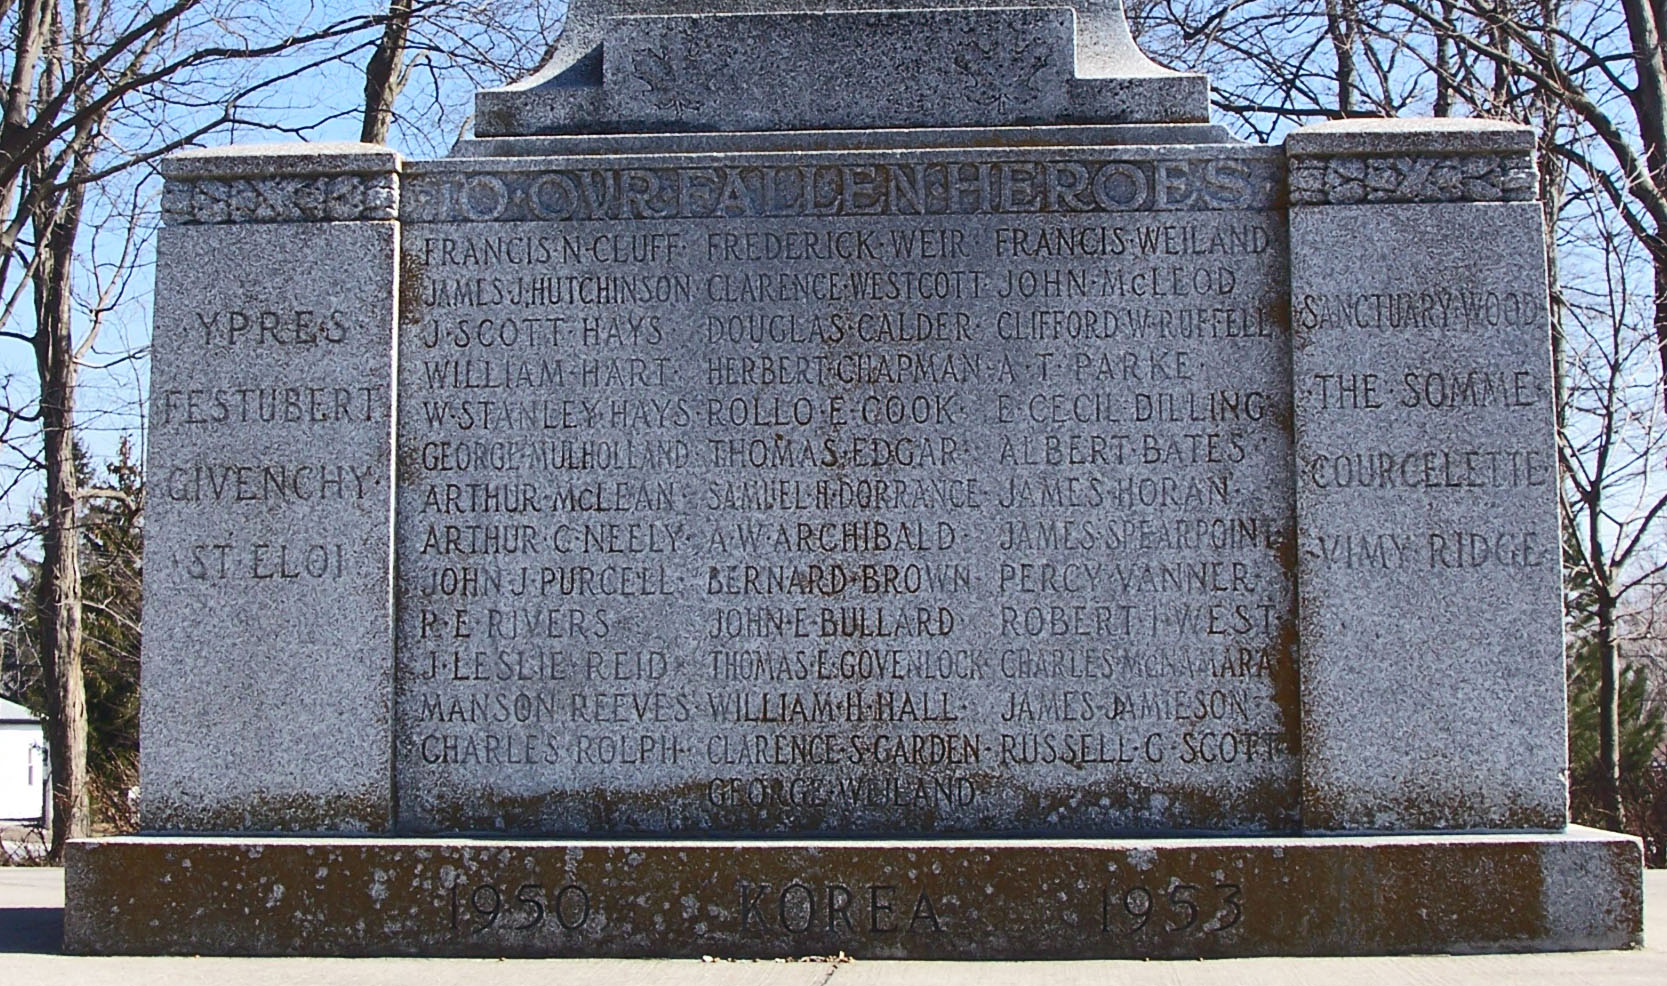 TO·OUR·FALLEN·HEROES
YPRES·
FESTUBERT
GIVENCHY·
·ST·ELOI
FRANCIS·N·CLUFF· FREDERICK·WEIR FRANCIS·WEILAND
JAMES·J.HUTCHINSON CLARENCE·WESTCOTT· JOHN·McLEOD
J·SCOTT·HAYS DOUGLAS·CALDER· CLIFFORD·W·RUFFELL
WILLIAM·HART HERBERT·CHAPMAN· A·T·PARKE
W·STANLEY·HAYS· ROLLO·E·COOK· E·CECIL·DILLING
GEORGE·MULHOLLAND THOMAS·EDGAR· ALBERT·BATES
ARTHUR·McLEAN SAMUEL·H·DORRANCE· JAMES·HORAN·
ARTHUR·C·NEELY· A·W·ARCHIBALD JAMES·SPEARPOINT
JOHN·J·PURCELL· BERNARD·BROWN· PERCY·VANNER·
R·E·RIVERS JOHN·E·BULLARD· ROBERT·I·WEST
J·LESLIE·REID THOMAS·E·GOVENLOCK· CHARLES·McNAMARA
MANSON·REEVES· WILLIAM·H·HALL· JAMES·JAMIESON·
CHARLES·ROLPH· CLARENCE·S·GARDEN· RUSSELL·G·SCOTT
GEORGE·WEILAND
SANCTUARY·WOOD
·THE·SOMME·
COURCELETTE
·VIMY·RIDGE·
1950 KOREA 1953